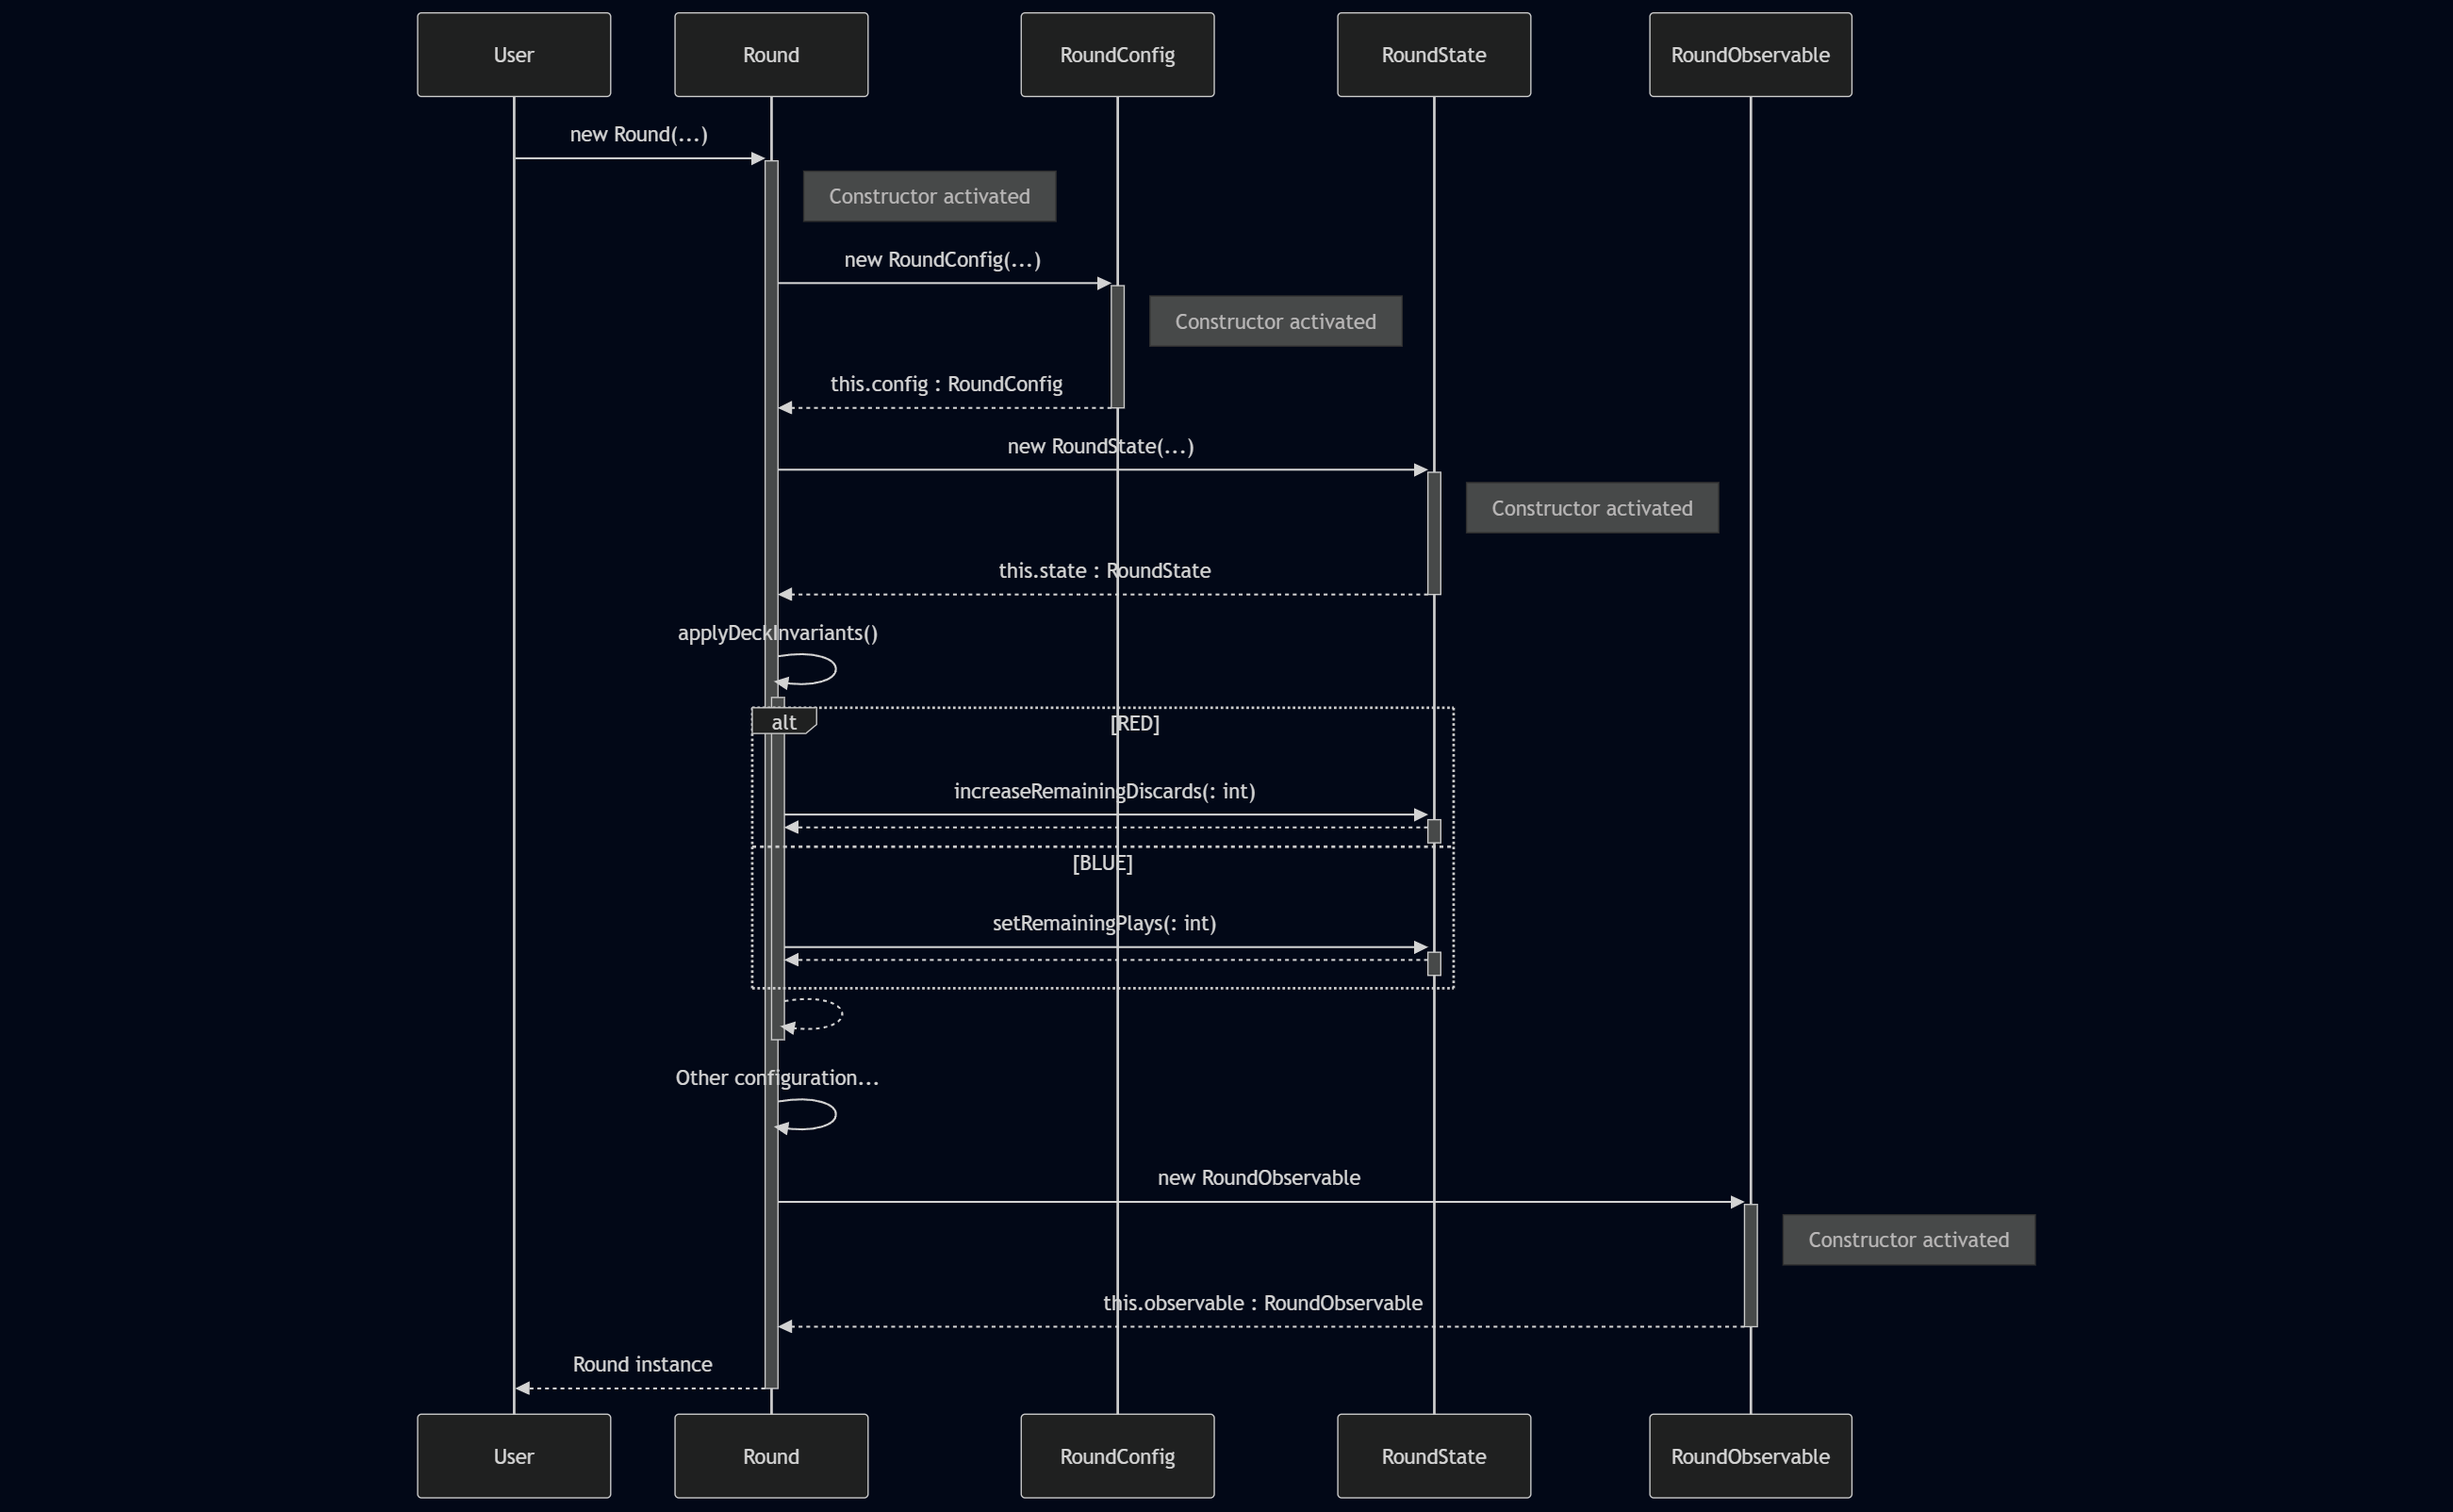 User
Round
RoundConfig
RoundState
RoundObservable
new Round(...)
Constructor activated
new RoundConfig(...)
Constructor activated
this.config : RoundConfig
new RoundState(...)
Constructor activated
this.state : RoundState
applyDeckInvariants()
alt
[RED]
increaseRemainingDiscards(: int)
[BLUE]
setRemainingPlays(: int)
Other configuration...
new RoundObservable
Constructor activated
this.observable : RoundObservable
Round instance
User
Round
RoundConfig
RoundState
RoundObservable